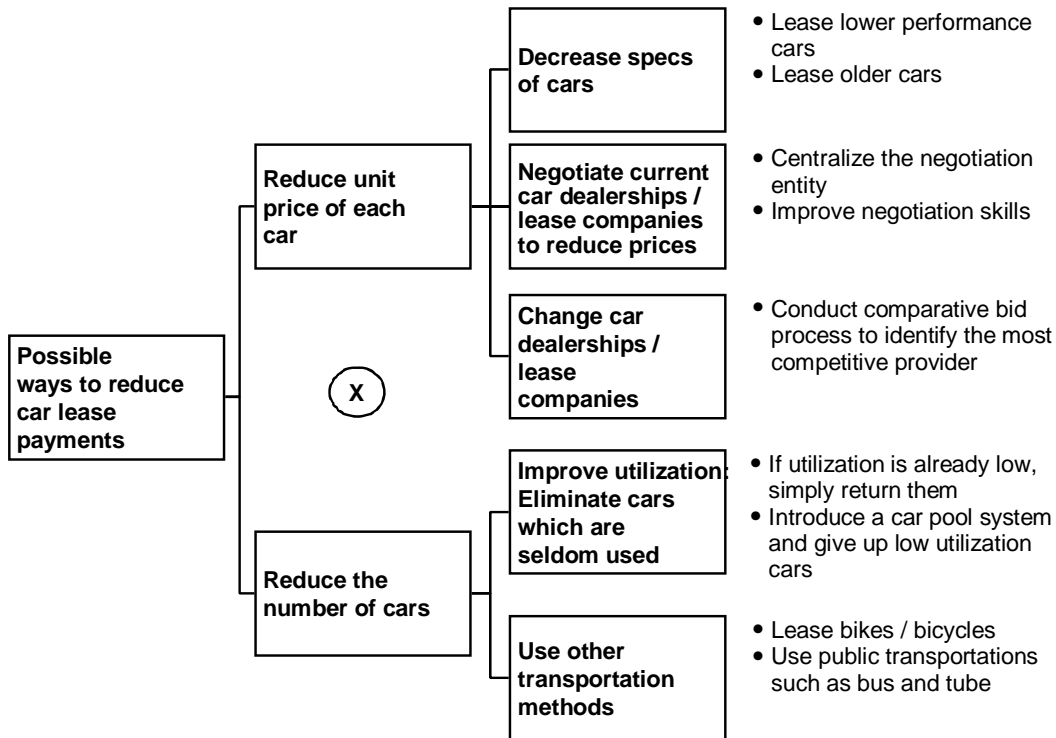 Possible
ways to reduce
car lease
payments
Reduce unit
price of each
car
X
Reduce the
number of cars
Decrease specs
of cars
• Lease lower performance
cars
• Lease older cars
Negotiate current
car dealerships /
lease companies
to reduce prices
• Centralize the negotiation
entity
• Improve negotiation skills
Change car
dealerships /
lease
companies
• Conduct comparative bid
process to identify the most
competitive provider
Improve utilization:
Eliminate cars
which are
seldom used
• If utilization is already low,
simply return them
• Introduce a car pool system
and give up low utilization
cars
Use other
transportation
methods
• Lease bikes / bicycles
• Use public transportations
such as bus and tube